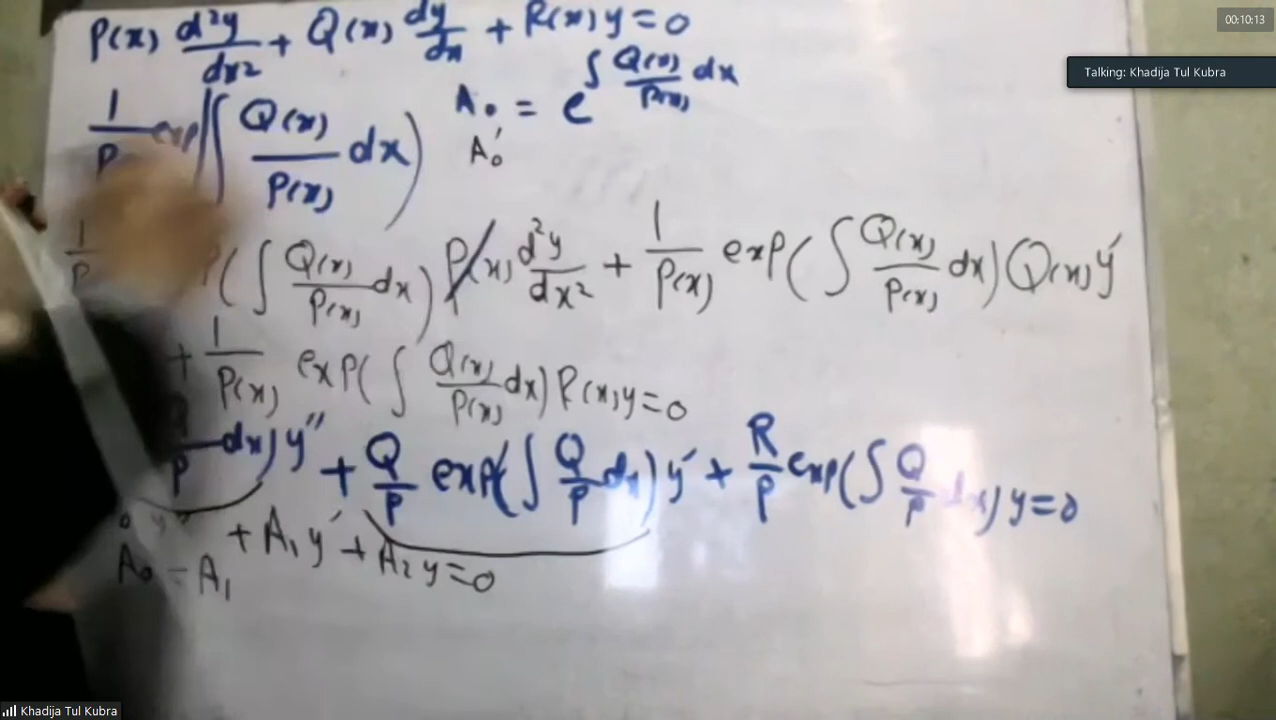 00:10:13
Talking: Khadija Tul Kubra
P(x) d²y/dx² + Q(x) dy/dx + R(x) y = 0
1/P exp(∫ Q(x)/P(x) dx) A₀ = e^∫ Q(x)/P(x) dx
A₀′
1/P P(∫ Q(x)/P(x) dx) P(x) d²y/dx² + 1/P(x) exp(∫ Q(x)/P(x) dx) Q(x) y′
+ 1/P(x) exp(∫ Q(x)/P(x) dx) R(x) y = 0
Q/P dx) y″ + Q/P exp(∫ Q/P dx) y′ + R/P exp(∫ Q/P dx) y = 0
y″ + A₁ y′ + A₂ y = 0
A₀ = A₁
Khadija Tul Kubra